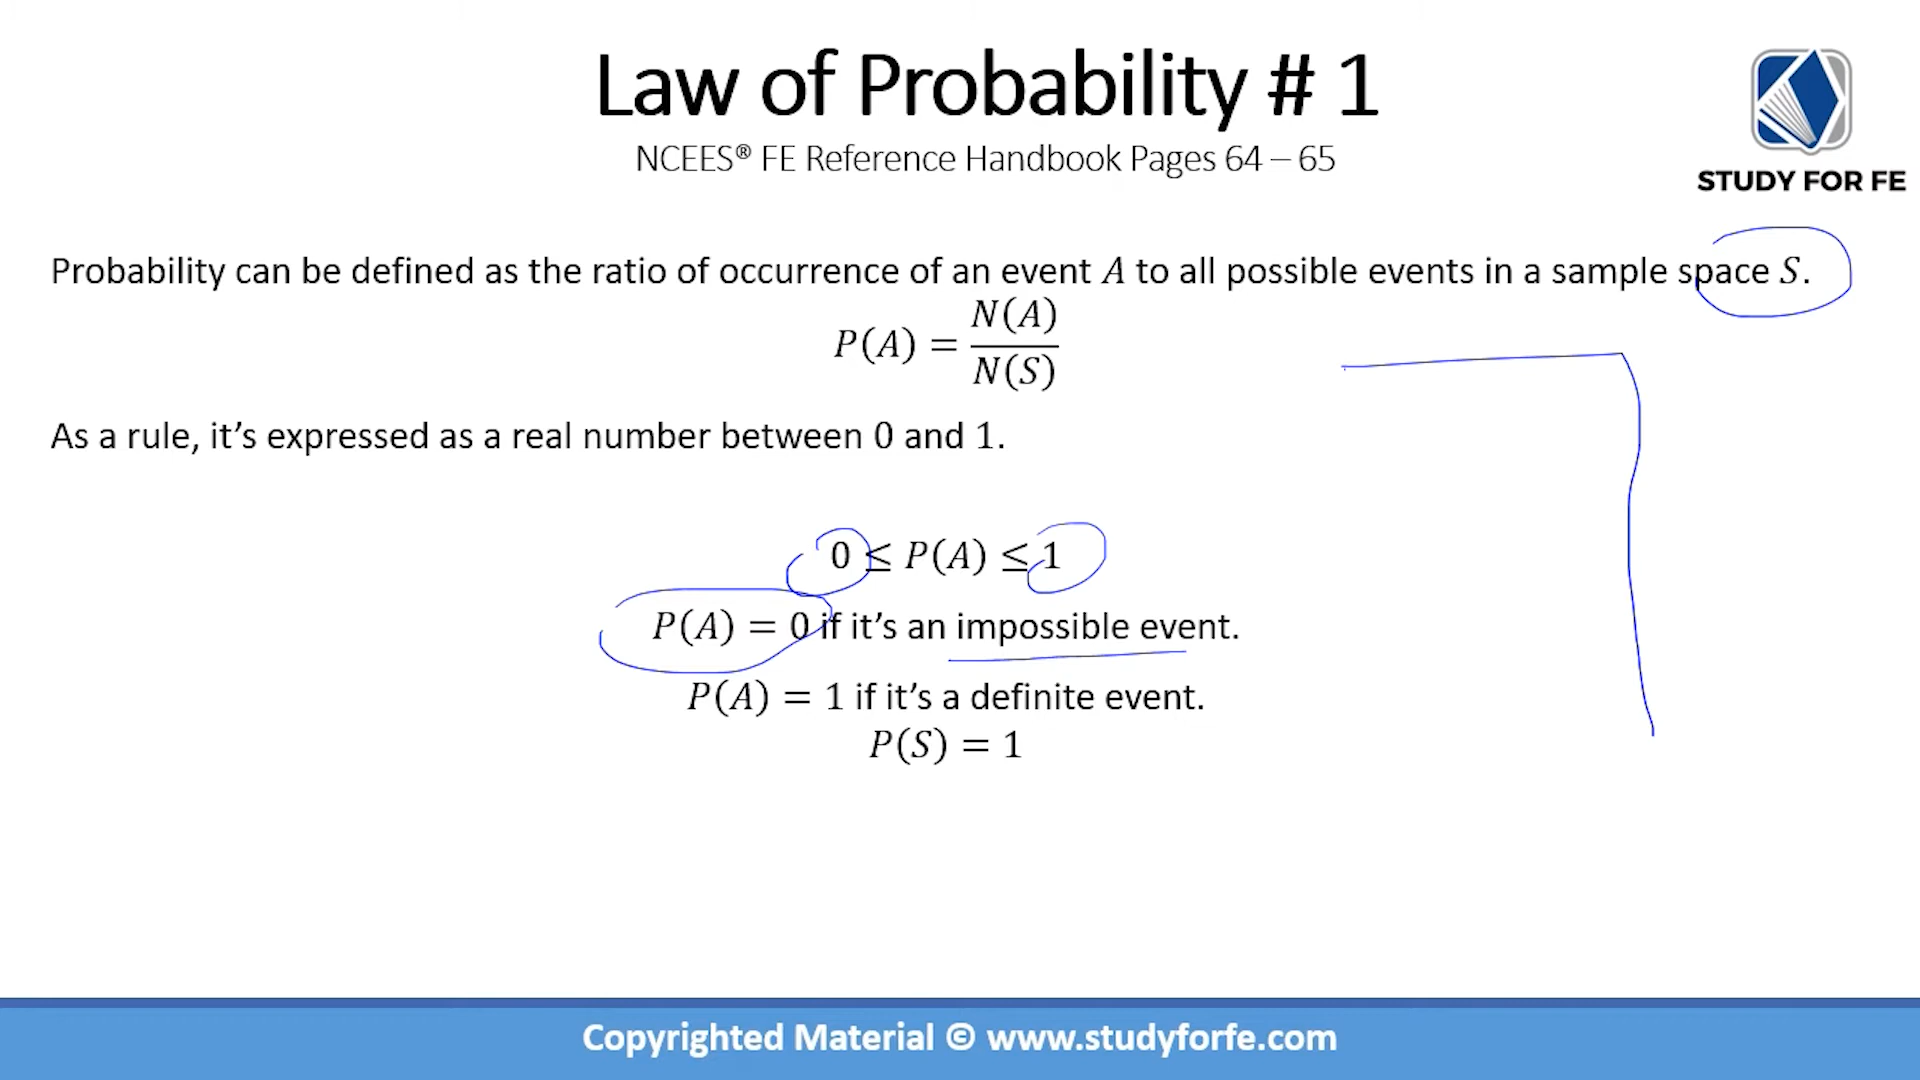 Law of Probability # 1
NCEES® FE Reference Handbook Pages 64 – 65
STUDY FOR FE
Probability can be defined as the ratio of occurrence of an event A to all possible events in a sample space S.
P(A) = N(A) / N(S)
As a rule, it's expressed as a real number between 0 and 1.
0 ≤ P(A) ≤ 1
P(A) = 0 if it's an impossible event.
P(A) = 1 if it's a definite event.
P(S) = 1
Copyrighted Material © www.studyforfe.com